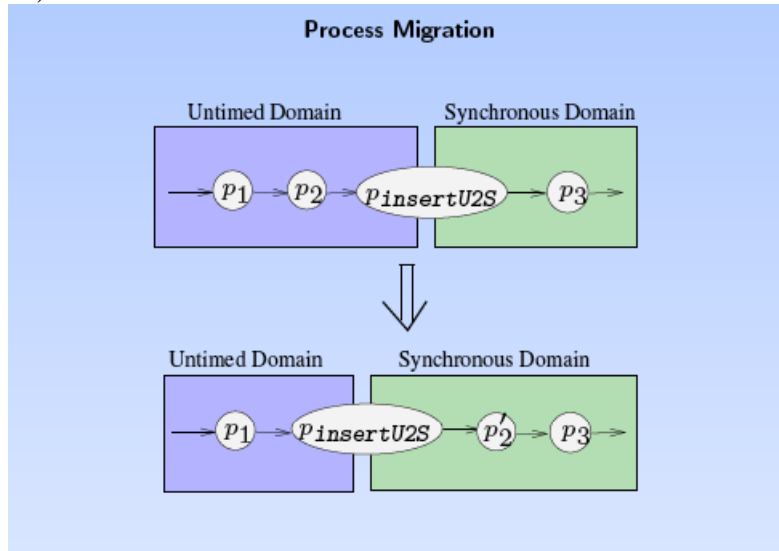 Process Migration
Untimed Domain Synchronous Domain
p1 p2 pinsertU2S p3
Untimed Domain Synchronous Domain
p1 pinsertU2S p′2 p3